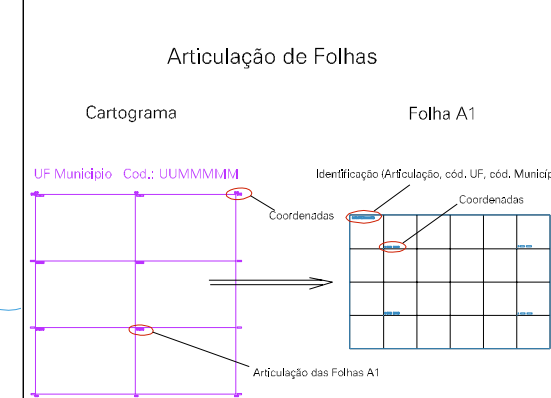 Articulação de Folhas
Cartograma
Folha A1
UF Municipio Cod.: UUMMMMM
Identificação (Articulação, cód. UF, cód. Municíp
Coordenadas
Coordenadas
Articulação das Folhas A1